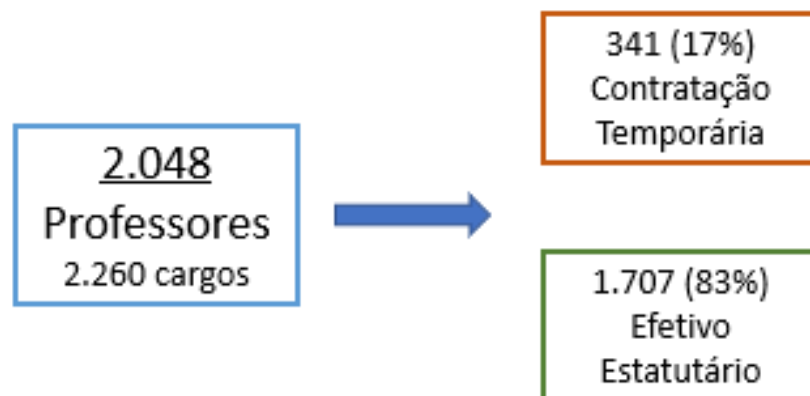 2.048
Professores
2.260 cargos
341 (17%)
Contratação
Temporária
1.707 (83%)
Efetivo
Estatutário